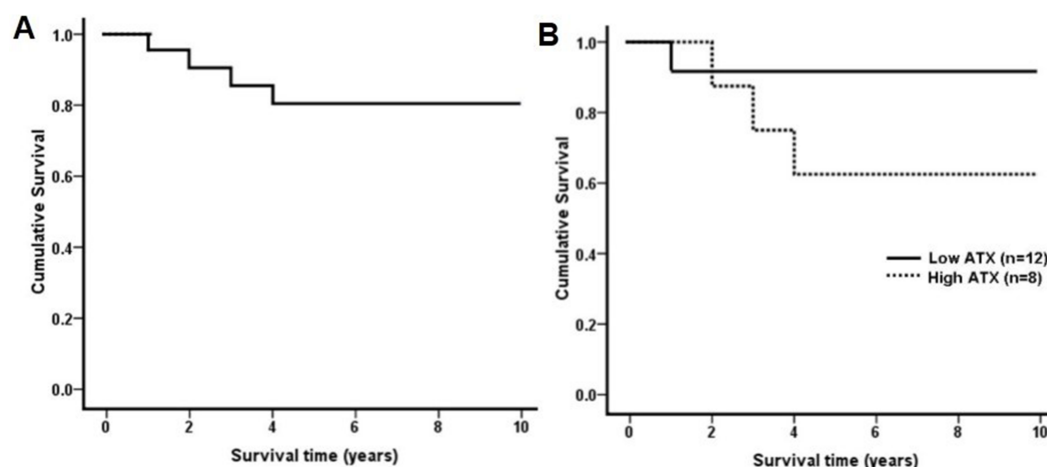 A
Cumulative Survival
1.0
0.8
0.6
0.4
0.2
0.0
0 2 4 6 8 10
Survival time (years)
B
Cumulative Survival
1.0
0.8
0.6
0.4
0.2
0.0
Low ATX (n=12)
High ATX (n=8)
0 2 4 6 8 10
Survival time (years)